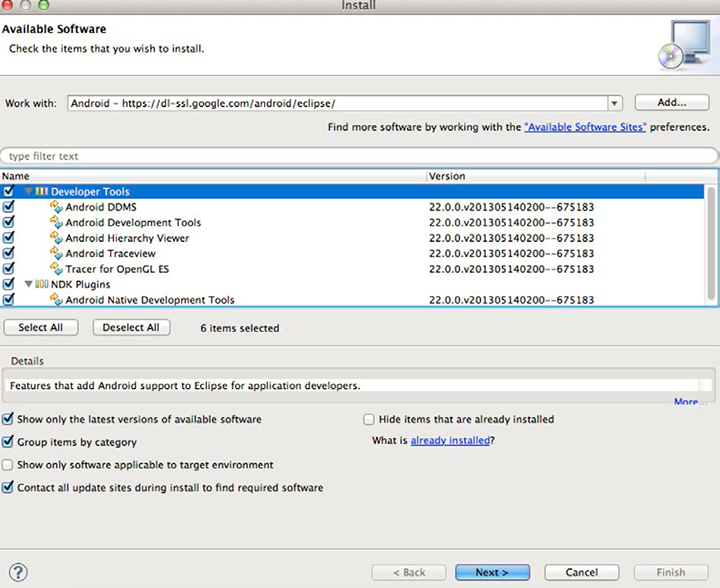 Install
Available Software
Check the items that you wish to install.
Work with: Android - https://dl-ssl.google.com/android/eclipse/ Add...
Find more software by working with the "Available Software Sites" preferences.
type filter text
Name Version
Developer Tools
Android DDMS 22.0.0.v201305140200--675183
Android Development Tools 22.0.0.v201305140200--675183
Android Hierarchy Viewer 22.0.0.v201305140200--675183
Android Traceview 22.0.0.v201305140200--675183
Tracer for OpenGL ES 22.0.0.v201305140200--675183
NDK Plugins
Android Native Development Tools 22.0.0.v201305140200--675183
Select All Deselect All 6 items selected
Details
Features that add Android support to Eclipse for application developers.
More...
Show only the latest versions of available software Hide items that are already installed
Group items by category What is already installed?
Show only software applicable to target environment
Contact all update sites during install to find required software
? < Back Next > Cancel Finish